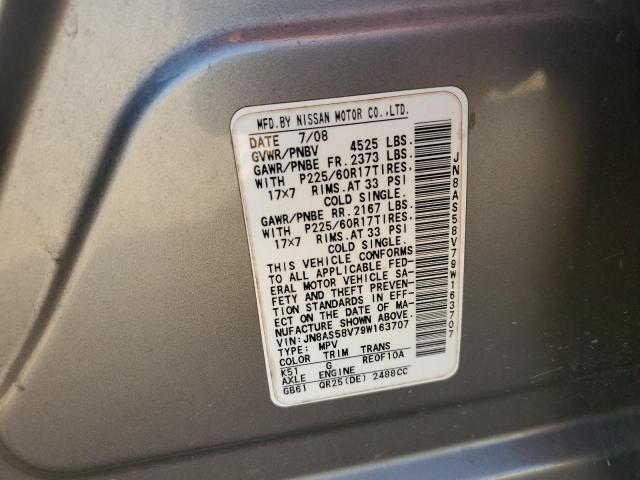 MFD.BY NISSAN MOTOR CO.,LTD.
DATE 7/08
GVWR/PNBV 4525 LBS.
GAWR/PNBE FR. 2373 LBS.
WITH P225/60R17TIRES,
17×7 RIMS.AT 33 PSI
COLD SINGLE.
GAWR/PNBE RR. 2167 LBS.
WITH P225/60R17TIRES,
17×7 RIMS.AT 33 PSI
COLD SINGLE.
THIS VEHICLE CONFORMS
TO ALL APPLICABLE FED-
ERAL MOTOR VEHICLE SA-
FETY AND THEFT PREVEN-
TION STANDARDS IN EFF-
ECT ON THE DATE OF MA-
NUFACTURE SHOWN ABOVE.
VIN:JN8AS58V79W163707
TYPE: MPV
COLOR TRIM TRANS
K51 G RE0F10A
AXLE ENGINE
GB61 QR25(DE) 2488CC
JN8AS58V79W163707